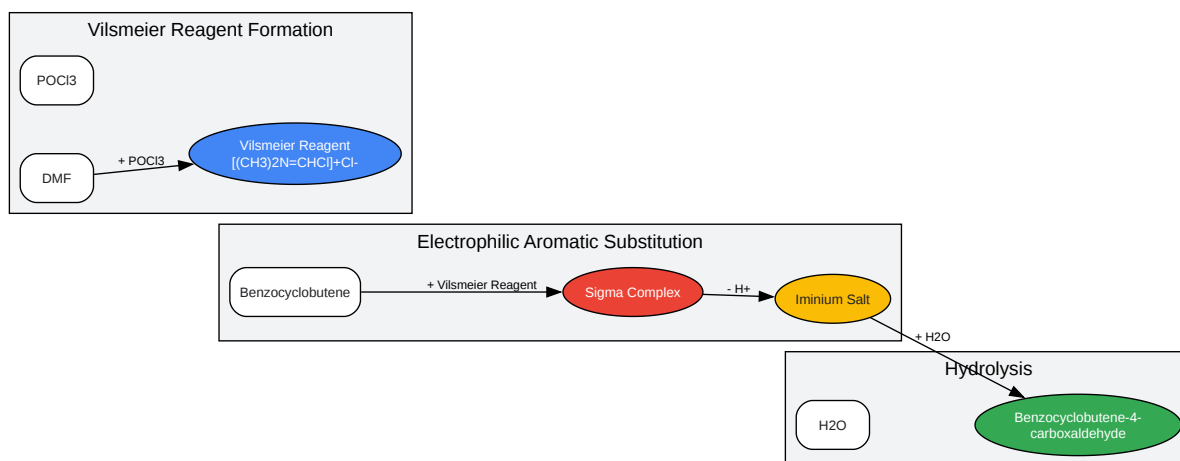 Vilsmeier Reagent Formation
POCl3
DMF
+ POCl3
Vilsmeier Reagent
[(CH3)2N=CHCl]+Cl-
Electrophilic Aromatic Substitution
Benzocyclobutene
+ Vilsmeier Reagent
Sigma Complex
- H+
Iminium Salt
+ H2O
Hydrolysis
H2O
Benzocyclobutene-4-
carboxaldehyde